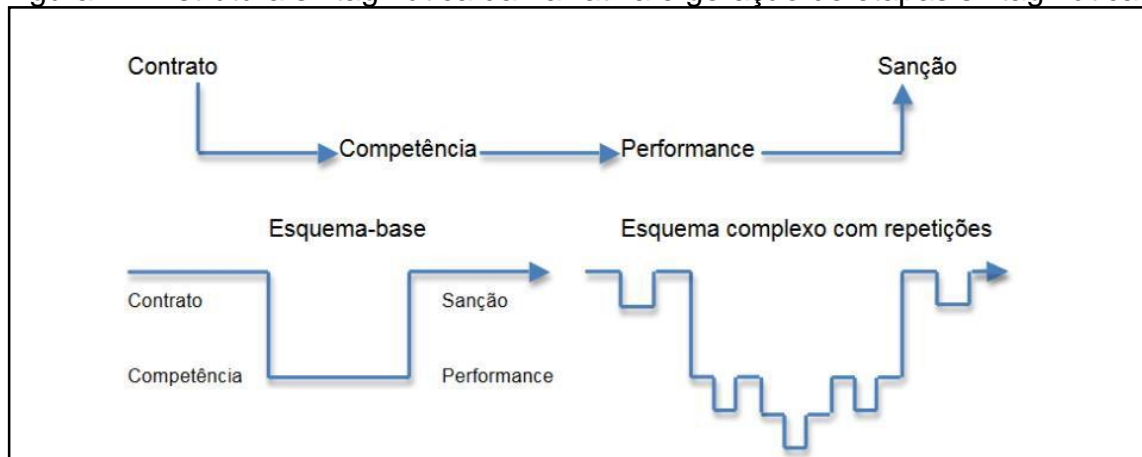 Contrato Sanção
Competência Performance
Esquema-base Esquema complexo com repetições
Contrato Sanção
Competência Performance